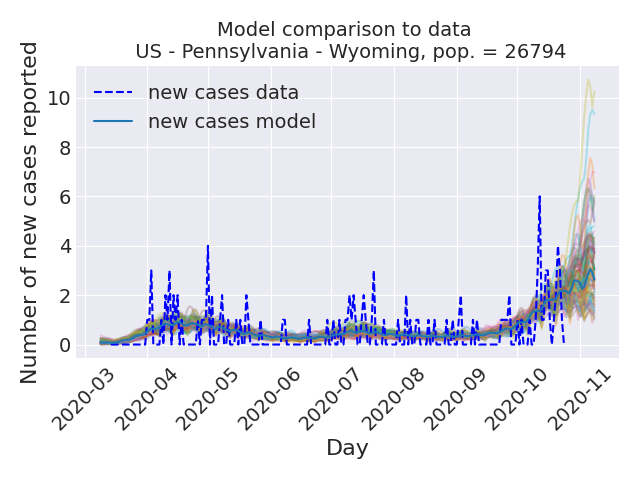 Model comparison to data
US - Pennsylvania - Wyoming, pop. = 26794
Number of new cases reported
10
8
6
4
2
0
new cases data
new cases model
2020-03
2020-04
2020-05
2020-06
2020-07
2020-08
2020-09
2020-10
2020-11
Day